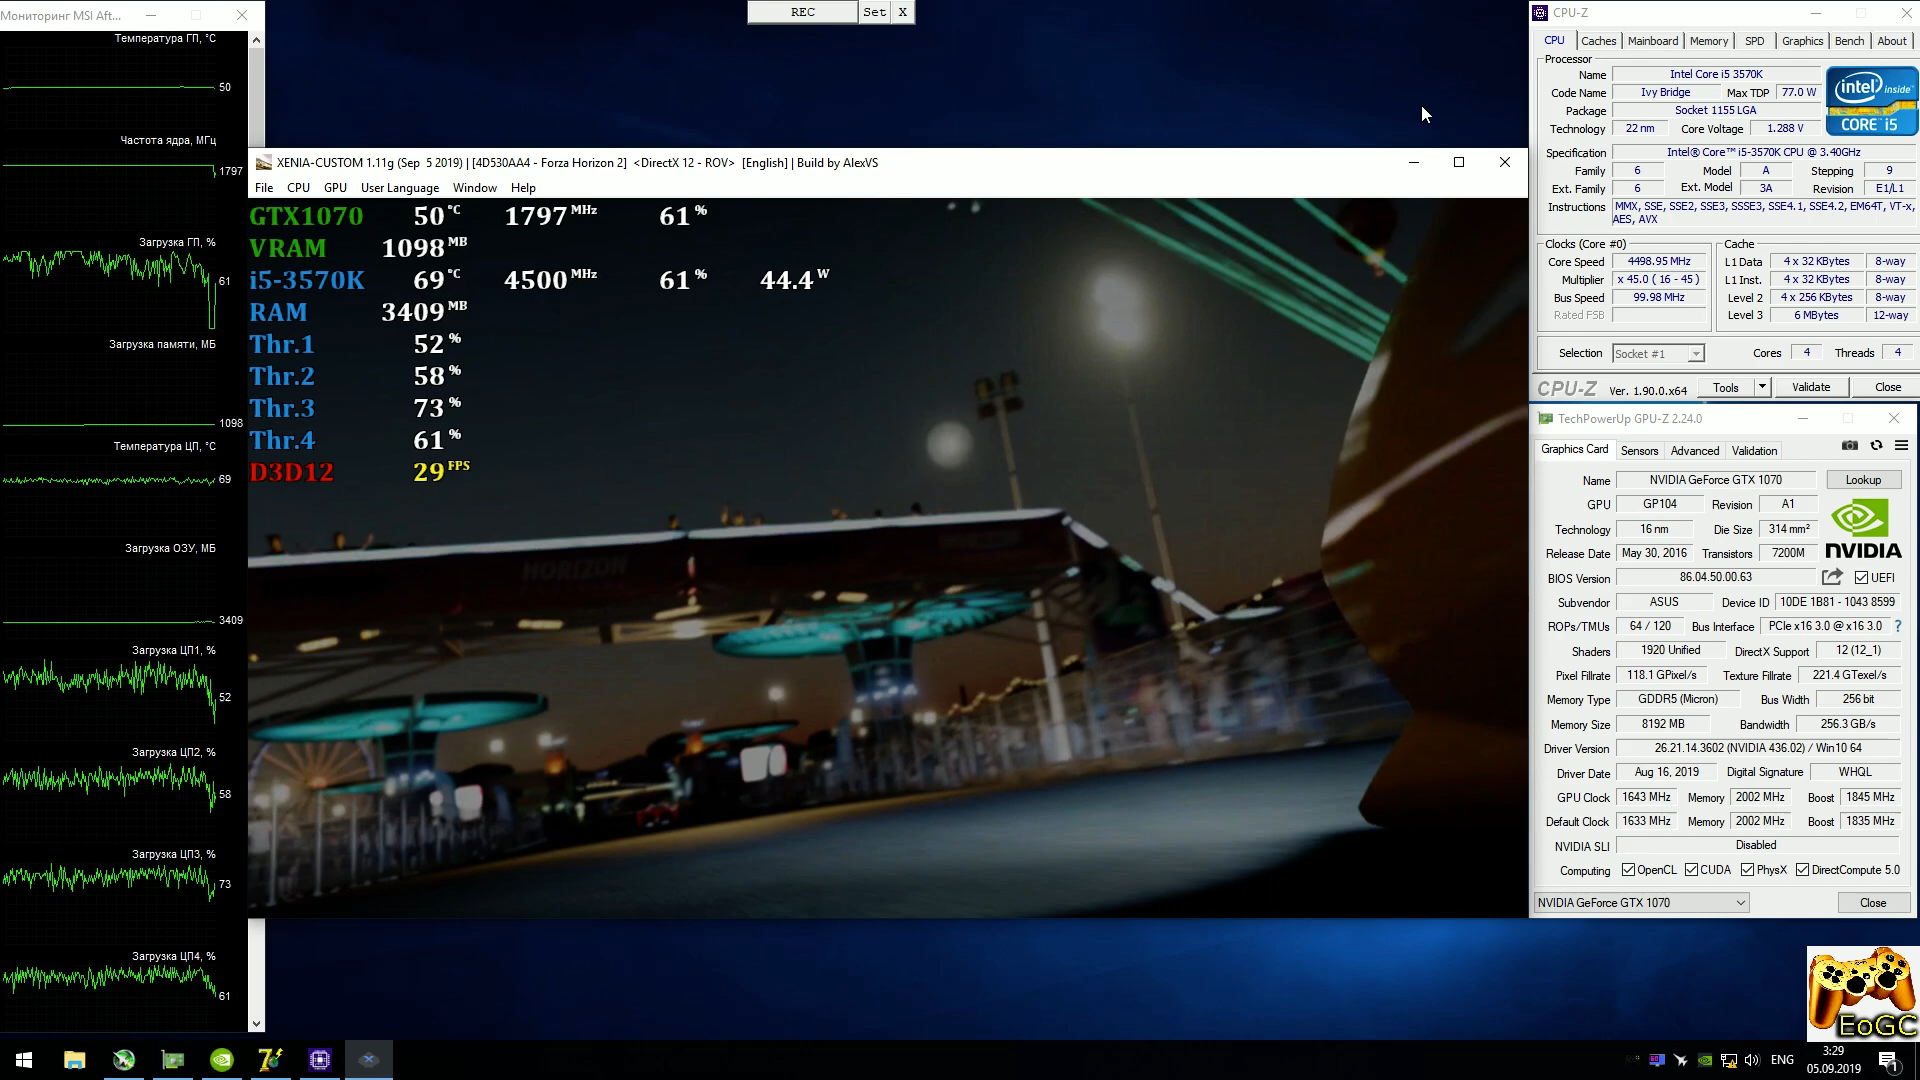 Мониторинг MSI Aft...
Температура ГП, °С
50
Частота ядра, МГц
1797
Загрузка ГП, %
61
Загрузка памяти, МБ
1098
Температура ЦП, °С
69
Загрузка ОЗУ, МБ
3409
Загрузка ЦП1, %
52
Загрузка ЦП2, %
58
Загрузка ЦП3, %
73
Загрузка ЦП4, %
61
REC Set X
XENIA-CUSTOM 1.11g (Sep 5 2019) | [4D530AA4 - Forza Horizon 2] <DirectX 12 - ROV> [English] | Build by AlexVS
File CPU GPU User Language Window Help
GTX1070 50 °C 1797 MHz 61 %
VRAM 1098 MB
i5-3570K 69 °C 4500 MHz 61 % 44.4 W
RAM 3409 MB
Thr.1 52 %
Thr.2 58 %
Thr.3 73 %
Thr.4 61 %
D3D12 29 FPS
HORIZON
CPU-Z
CPU Caches Mainboard Memory SPD Graphics Bench About
Processor
Name Intel Core i5 3570K
Code Name Ivy Bridge Max TDP 77.0 W
Package Socket 1155 LGA
Technology 22 nm Core Voltage 1.288 V
intel inside
CORE i5
Specification Intel® Core™ i5-3570K CPU @ 3.40GHz
Family 6 Model A Stepping 9
Ext. Family 6 Ext. Model 3A Revision E1/L1
Instructions MMX, SSE, SSE2, SSE3, SSSE3, SSE4.1, SSE4.2, EM64T, VT-x,
AES, AVX
Clocks (Core #0) Cache
Core Speed 4498.95 MHz L1 Data 4 x 32 KBytes 8-way
Multiplier x 45.0 ( 16 - 45 ) L1 Inst. 4 x 32 KBytes 8-way
Bus Speed 99.98 MHz Level 2 4 x 256 KBytes 8-way
Rated FSB Level 3 6 MBytes 12-way
Selection Socket #1 Cores 4 Threads 4
CPU-Z Ver. 1.90.0.x64 Tools Validate Close
TechPowerUp GPU-Z 2.24.0
Graphics Card Sensors Advanced Validation
Name NVIDIA GeForce GTX 1070 Lookup
GPU GP104 Revision A1
Technology 16 nm Die Size 314 mm²
Release Date May 30, 2016 Transistors 7200M
NVIDIA
BIOS Version 86.04.50.00.63 UEFI
Subvendor ASUS Device ID 10DE 1B81 - 1043 8599
ROPs/TMUs 64 / 120 Bus Interface PCIe x16 3.0 @ x16 3.0 ?
Shaders 1920 Unified DirectX Support 12 (12_1)
Pixel Fillrate 118.1 GPixel/s Texture Fillrate 221.4 GTexel/s
Memory Type GDDR5 (Micron) Bus Width 256 bit
Memory Size 8192 MB Bandwidth 256.3 GB/s
Driver Version 26.21.14.3602 (NVIDIA 436.02) / Win10 64
Driver Date Aug 16, 2019 Digital Signature WHQL
GPU Clock 1643 MHz Memory 2002 MHz Boost 1845 MHz
Default Clock 1633 MHz Memory 2002 MHz Boost 1835 MHz
NVIDIA SLI Disabled
Computing OpenCL CUDA PhysX DirectCompute 5.0
NVIDIA GeForce GTX 1070 Close
EoGC
ENG
3:29
05.09.2019
1